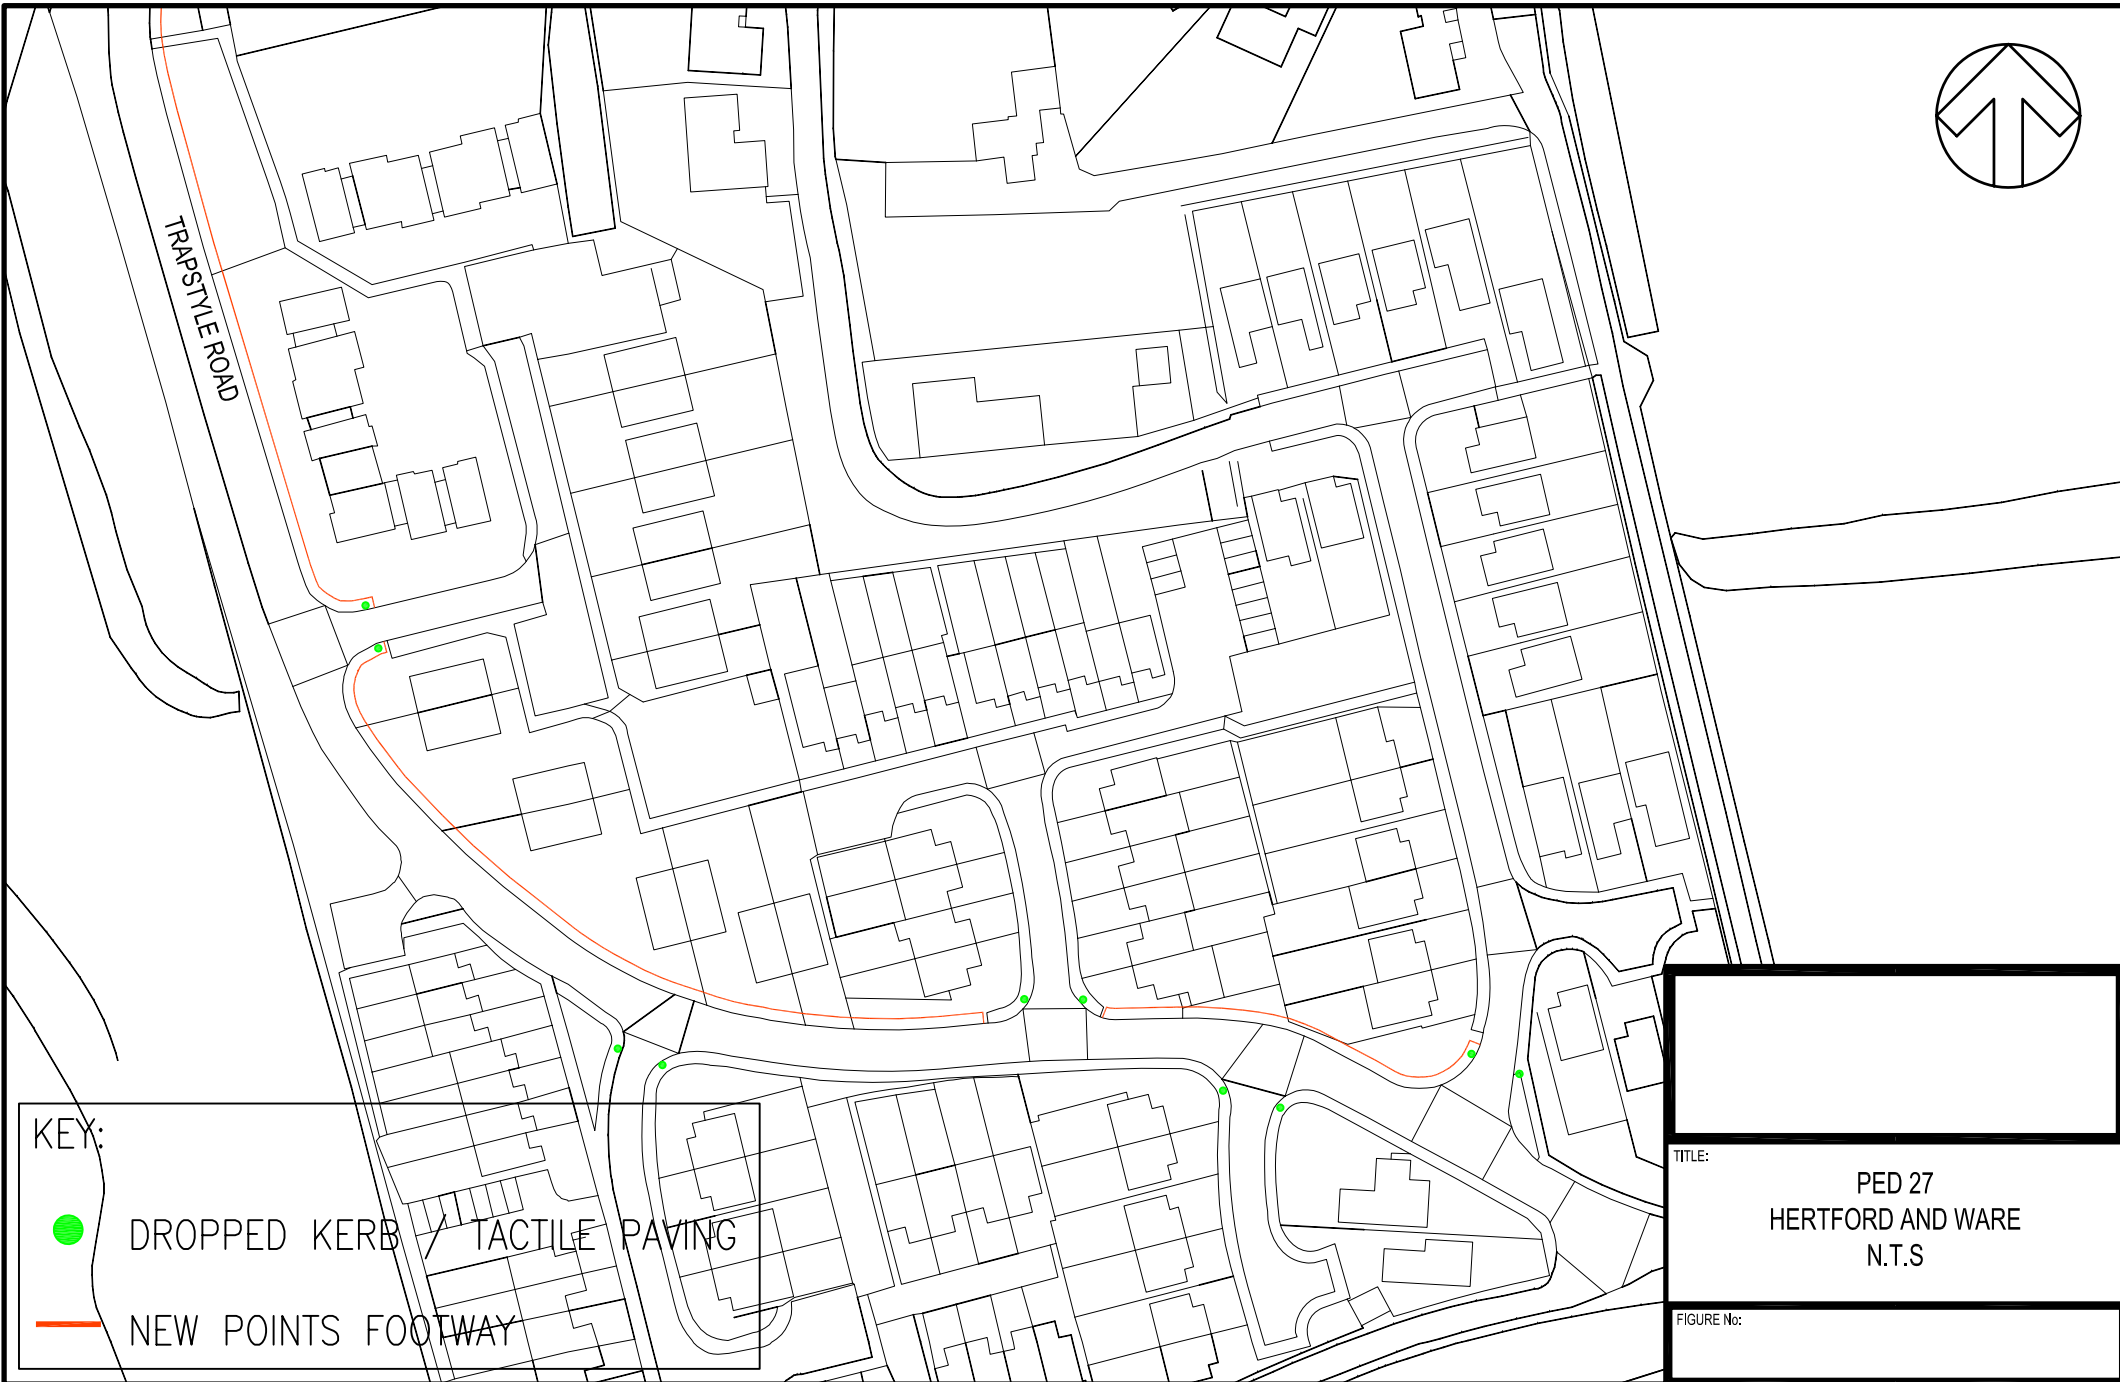 TRAPSTYLE ROAD
KEY:
DROPPED KERB / TACTILE PAVING
NEW POINTS FOOTWAY
TITLE:
PED 27
HERTFORD AND WARE
N.T.S
FIGURE No: